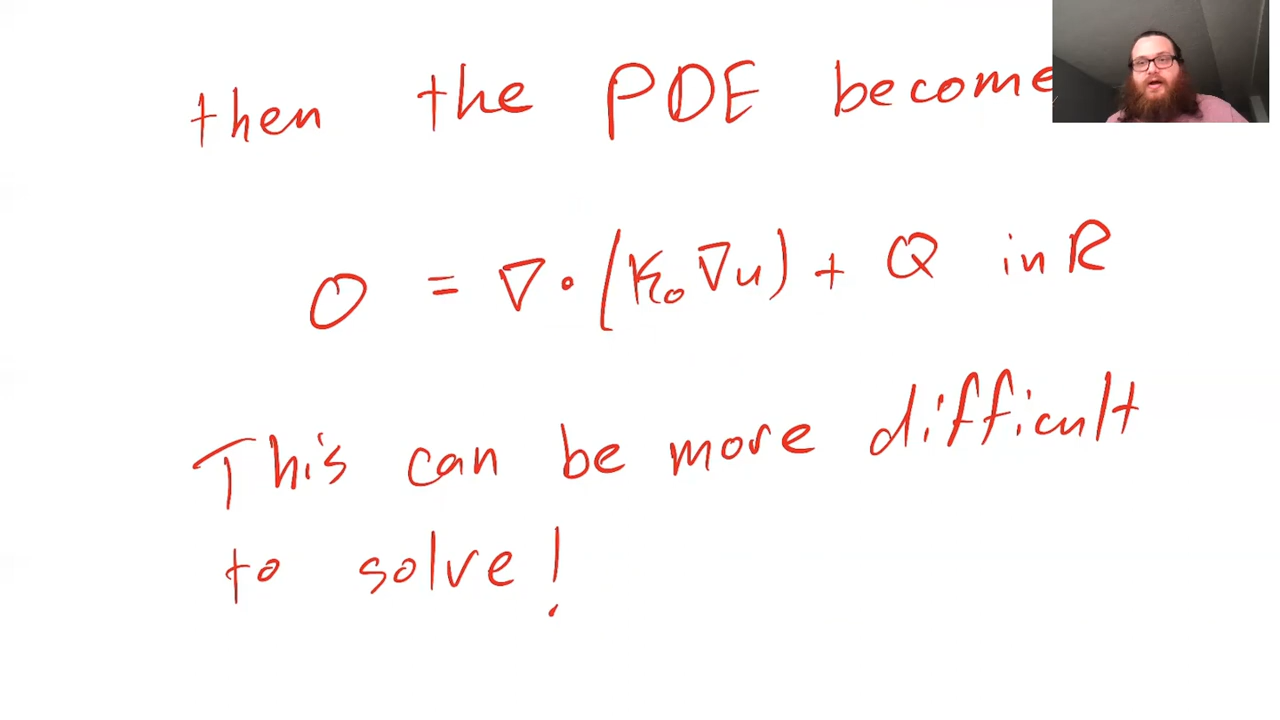 then the PDE become
0 = ∇·(K₀∇u) + Q in R
This can be more difficult
to solve!